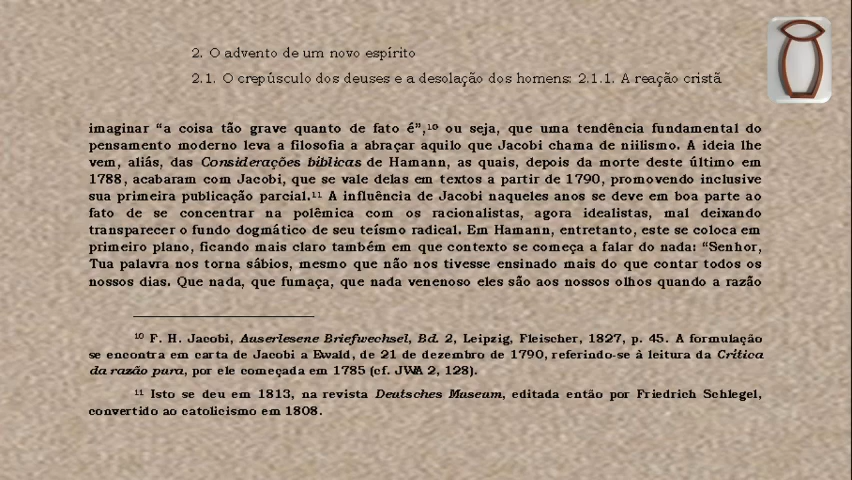 2. O advento de um novo espírito
2.1. O crepúsculo dos deuses e a desolação dos homens: 2.1.1. A reação cristã
imaginar “a coisa tão grave quanto de fato é”,¹⁰ ou seja, que uma tendência fundamental do
pensamento moderno leva a filosofia a abraçar aquilo que Jacobi chama de niilismo. A ideia lhe
vem, aliás, das Considerações bíblicas de Hamann, as quais, depois da morte deste último em
1788, acabaram com Jacobi, que se vale delas em textos a partir de 1790, promovendo inclusive
sua primeira publicação parcial.¹¹ A influência de Jacobi naqueles anos se deve em boa parte ao
fato de se concentrar na polêmica com os racionalistas, agora idealistas, mal deixando
transparecer o fundo dogmático de seu teísmo radical. Em Hamann, entretanto, este se coloca em
primeiro plano, ficando mais claro também em que contexto se começa a falar do nada: “Senhor,
Tua palavra nos torna sábios, mesmo que não nos tivesse ensinado mais do que contar todos os
nossos dias. Que nada, que fumaça, que nada venenoso eles são aos nossos olhos quando a razão
¹⁰ F. H. Jacobi, Auserlesene Briefwechsel, Bd. 2, Leipzig, Fleischer, 1827, p. 45. A formulação
se encontra em carta de Jacobi a Ewald, de 21 de dezembro de 1790, referindo-se à leitura da Crítica
da razão pura, por ele começada em 1785 (cf. JWA 2, 128).
¹¹ Isto se deu em 1813, na revista Deutsches Museum, editada então por Friedrich Schlegel,
convertido ao catolicismo em 1808.